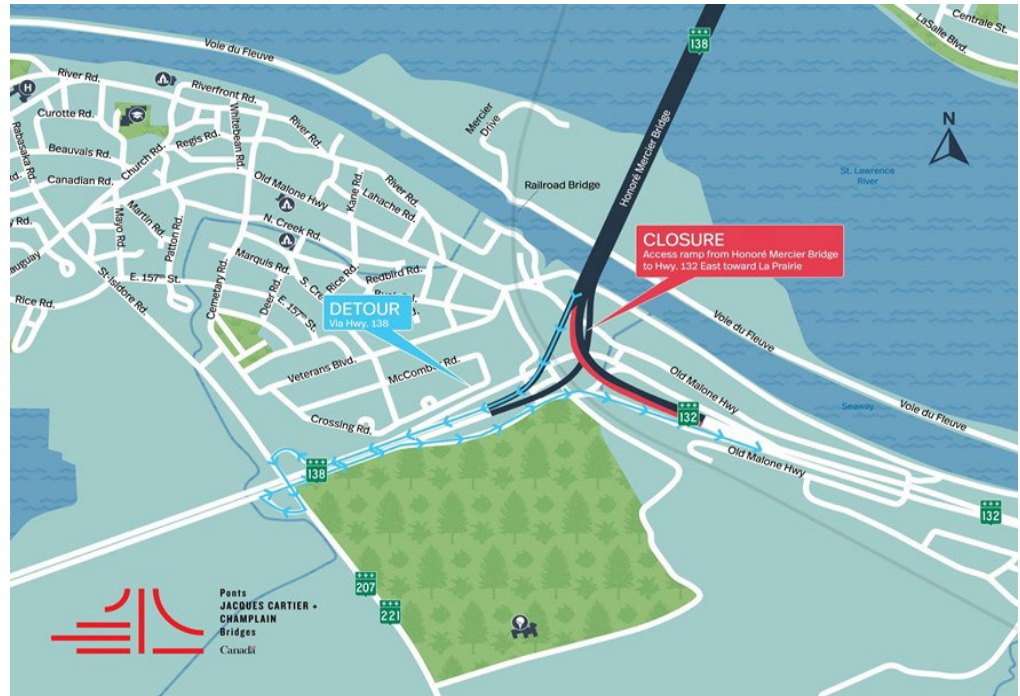 138
Centrale St.
LaSalle Blvd.
Voie du Fleuve
River Rd.
Riverfront Rd.
H
Curotte Rd.
Rabasaka Rd.
Beauvais Rd.
Regis Rd.
Church Rd.
Whitebean Rd.
River Rd.
Mercier
Drive
Honoré Mercier Bridge
N
St. Lawrence
River
Canadian Rd.
Old Malone Hwy
Kane Rd.
River Rd.
Lahache Rd.
Railroad Bridge
Mayo Rd.
Martin Rd.
Patton Rd.
N. Creek Rd.
Marquis Rd.
Rice Rd.
Redbird Rd.
CLOSURE
Access ramp from Honoré Mercier Bridge
to Hwy. 132 East toward La Prairie
y Rd.
auguay
St-Isidore Rd.
E. 157th St.
Cemetary Rd.
Deer Rd.
S. C
E. 157th St.
Rice Rd.
DETOUR
Via Hwy. 138
Voie du Fleuve
Veterans Blvd.
McComber Rd.
Old Malone Hwy
Seaway
Voie du Fleuve
132
Crossing Rd.
Old Malone Hwy
138
132
207
221
Ponts
JACQUES CARTIER +
CHAMPLAIN
Bridges
Canada